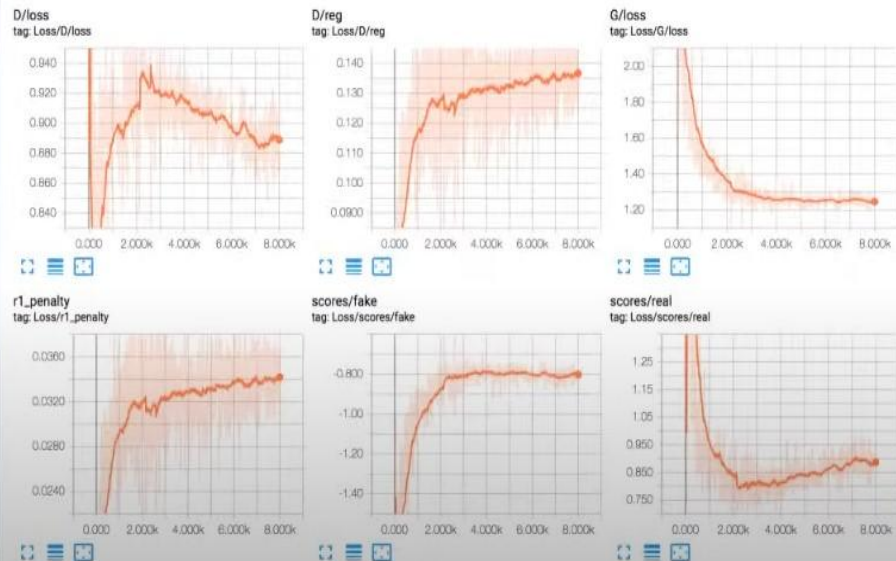 D/loss
tag: Loss/D/loss
0.940
0.920
0.900
0.880
0.860
0.840
0.000 2.000k 4.000k 6.000k 8.000k
D/reg
tag: Loss/D/reg
0.140
0.130
0.120
0.110
0.100
0.0900
0.000 2.000k 4.000k 6.000k 8.000k
G/loss
tag: Loss/G/loss
2.00
1.80
1.60
1.40
1.20
0.000 2.000k 4.000k 6.000k 8.000k
r1_penalty
tag: Loss/r1_penalty
0.0360
0.0320
0.0280
0.0240
0.000 2.000k 4.000k 6.000k 8.000k
scores/fake
tag: Loss/scores/fake
-0.800
-1.00
-1.20
-1.40
0.000 2.000k 4.000k 6.000k 8.000k
scores/real
tag: Loss/scores/real
1.25
1.15
1.05
0.950
0.850
0.750
0.000 2.000k 4.000k 6.000k 8.000k